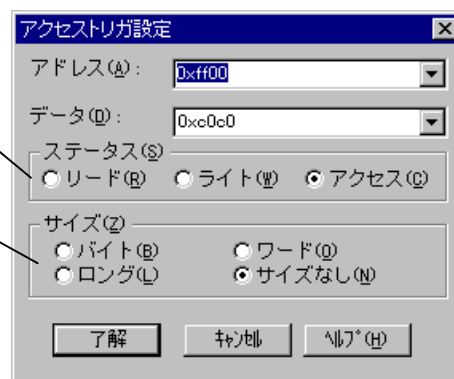 アクセストリガ設定
アドレス(A): 0xff00
データ(D): 0xc0c0
ステータス(S)
リード(R) ライト(W) アクセス(C)
サイズ(Z)
バイト(B) ワード(O)
ロング(L) サイズなし(N)
了解 ｷｬﾝｾﾙ ﾍﾙﾌﾟ(H)